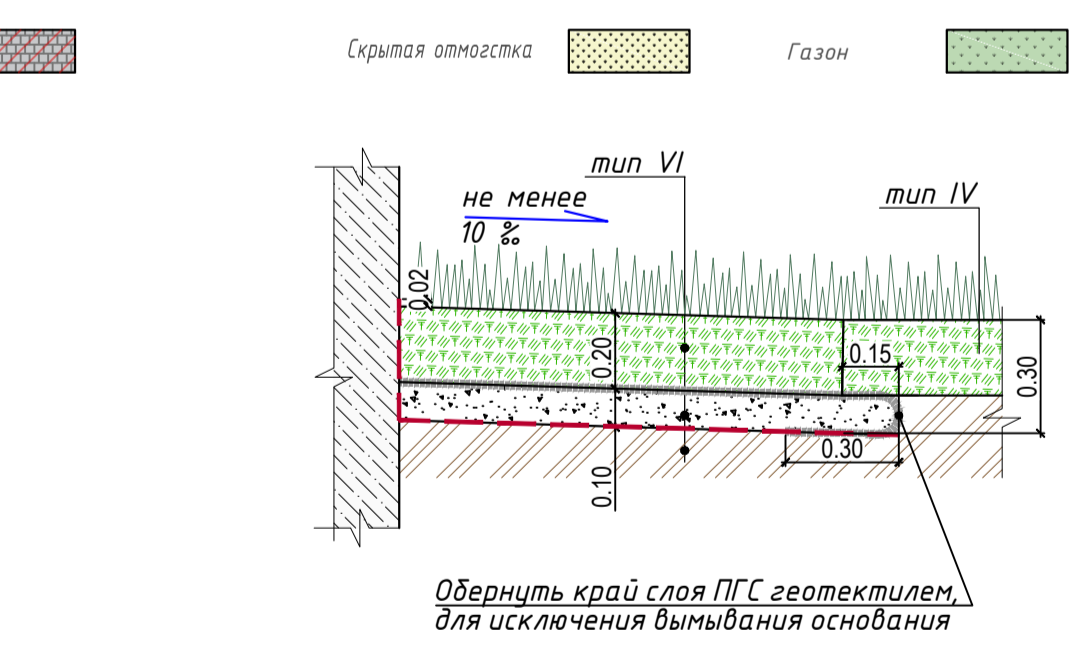 Скрытая отмогстка
Газон
тип VI
не менее
10 ‰
тип IV
0.02
0.20
0.15
0.30
0.30
0.10
Обернуть край слоя ПГС геотектилем,
для исключения вымывания основания